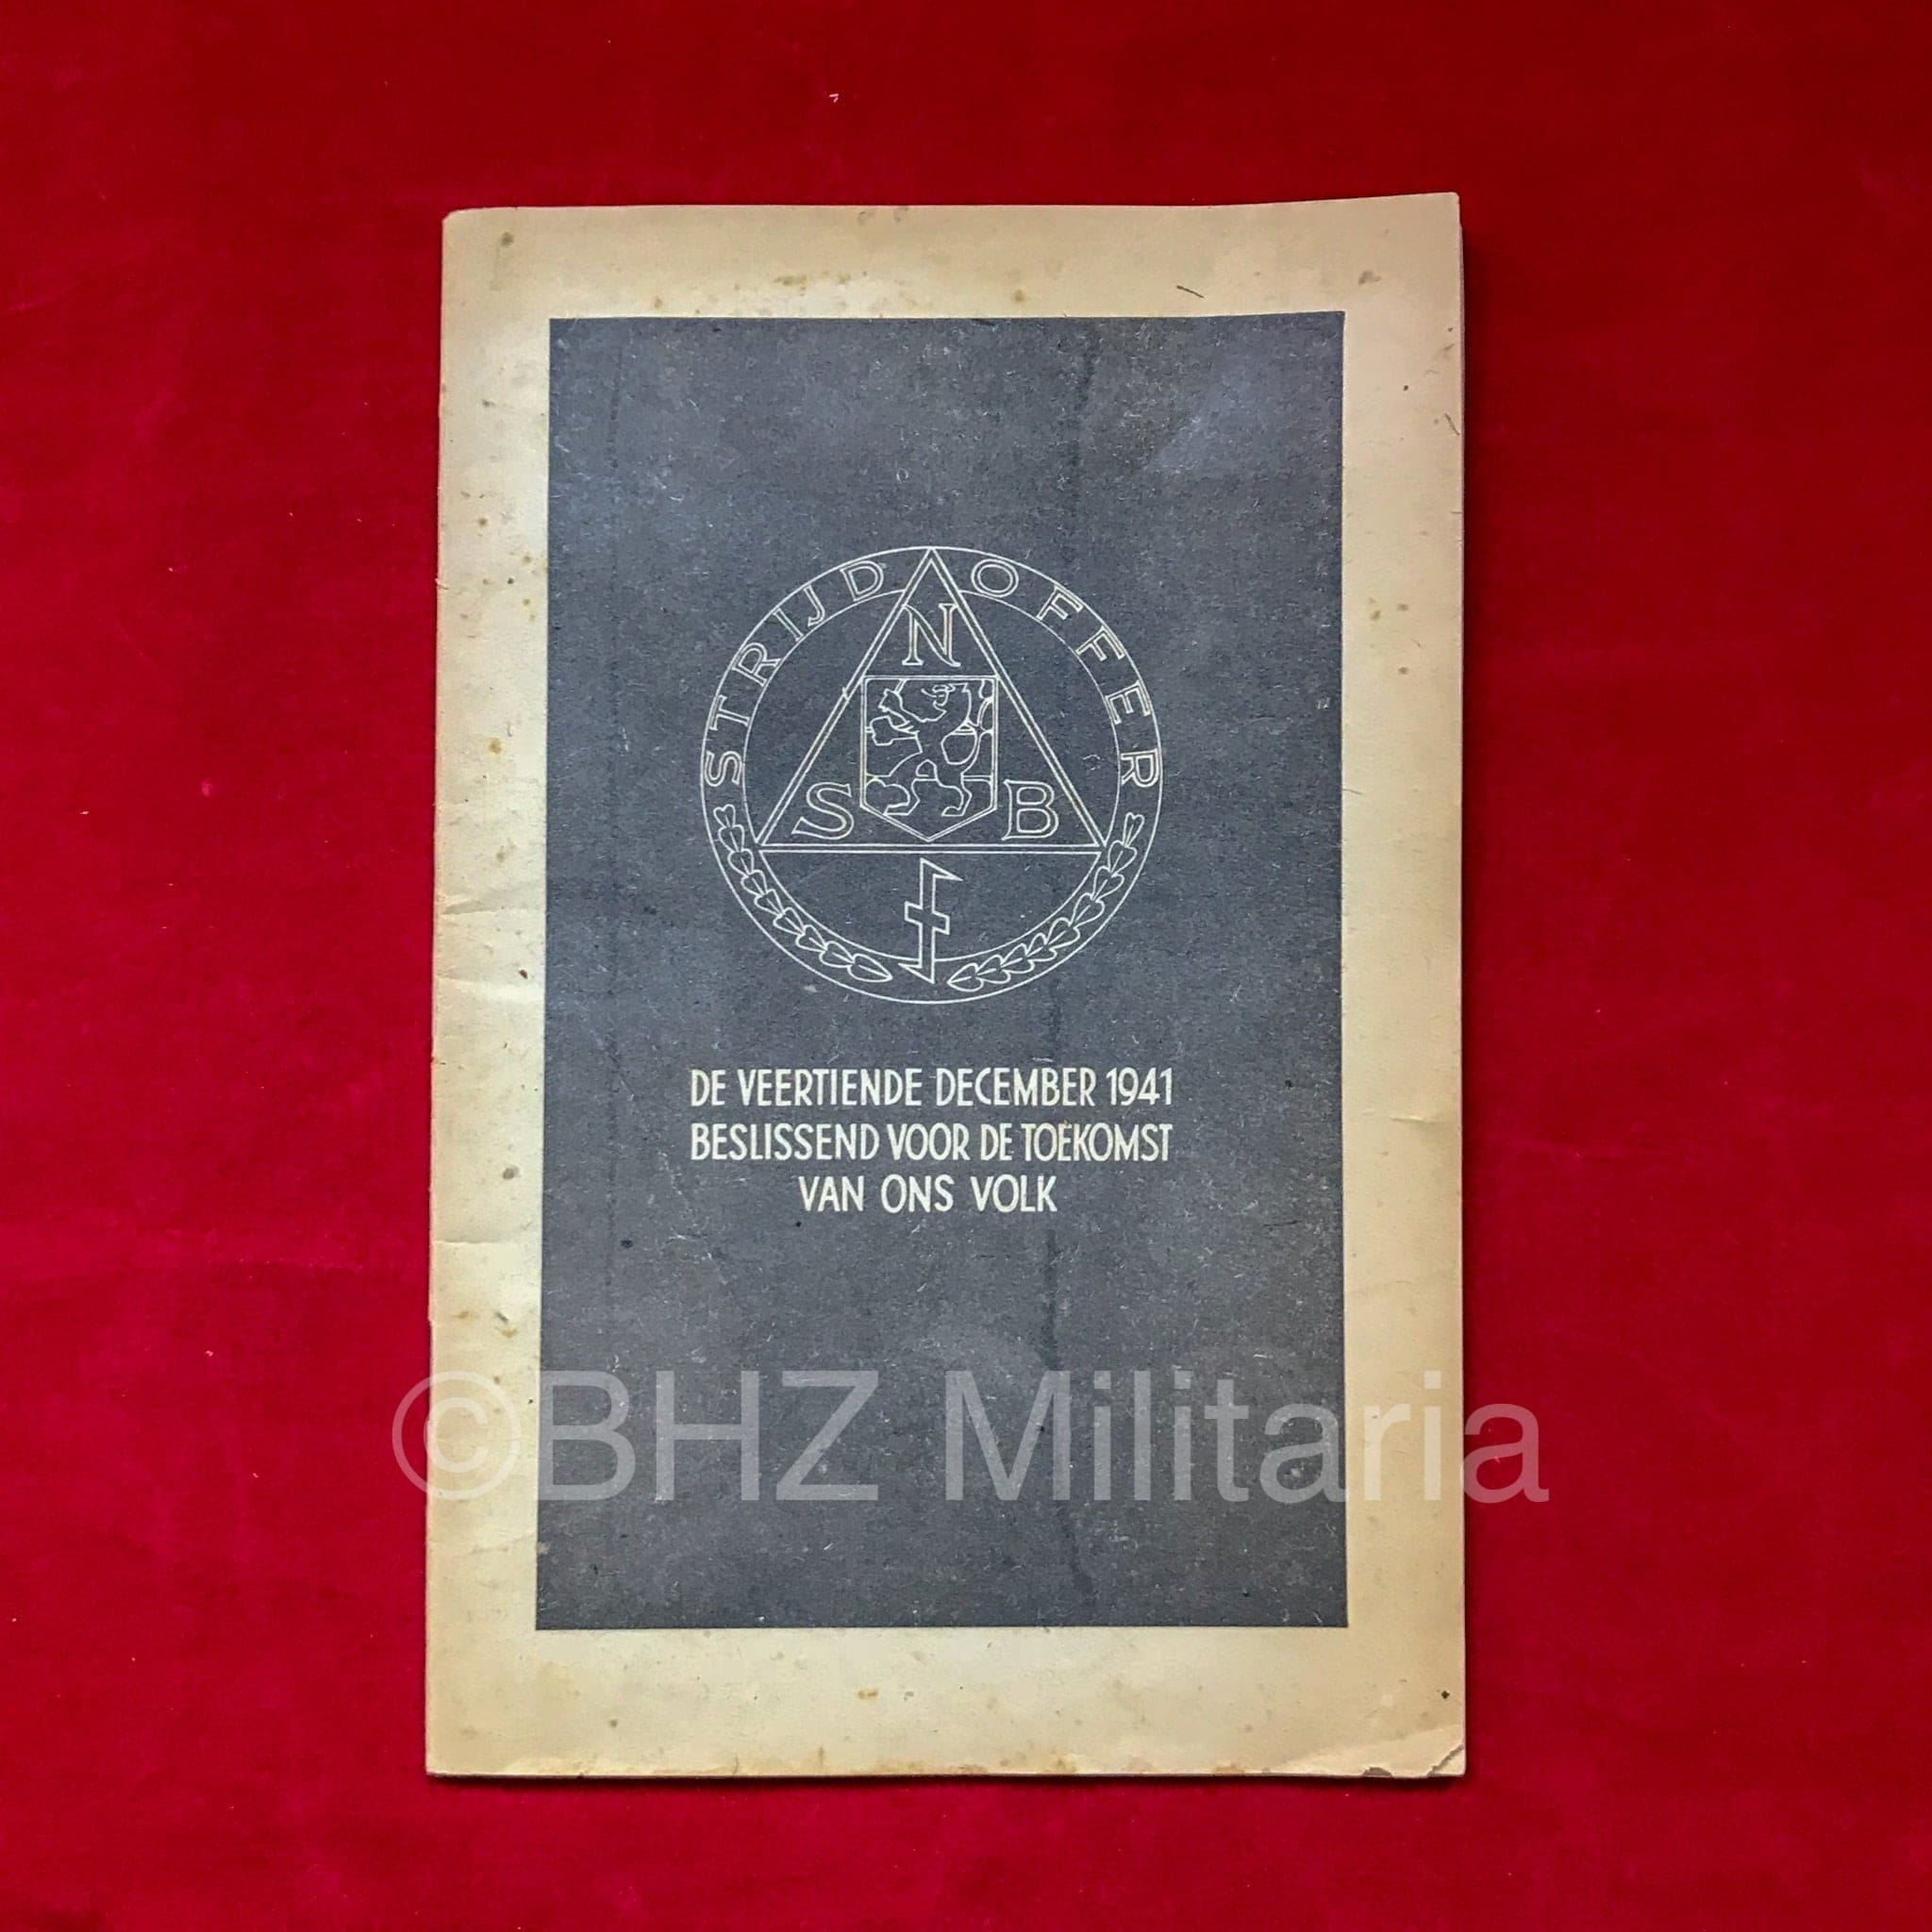 STRIJD OFFER
N
S B
DE VEERTIENDE DECEMBER 1941
BESLISSEND VOOR DE TOEKOMST
VAN ONS VOLK
©BHZ Militaria